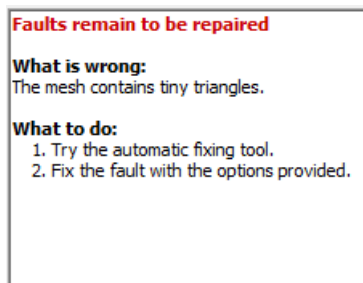 Faults remain to be repaired
What is wrong:
The mesh contains tiny triangles.
What to do:
1. Try the automatic fixing tool.
2. Fix the fault with the options provided.